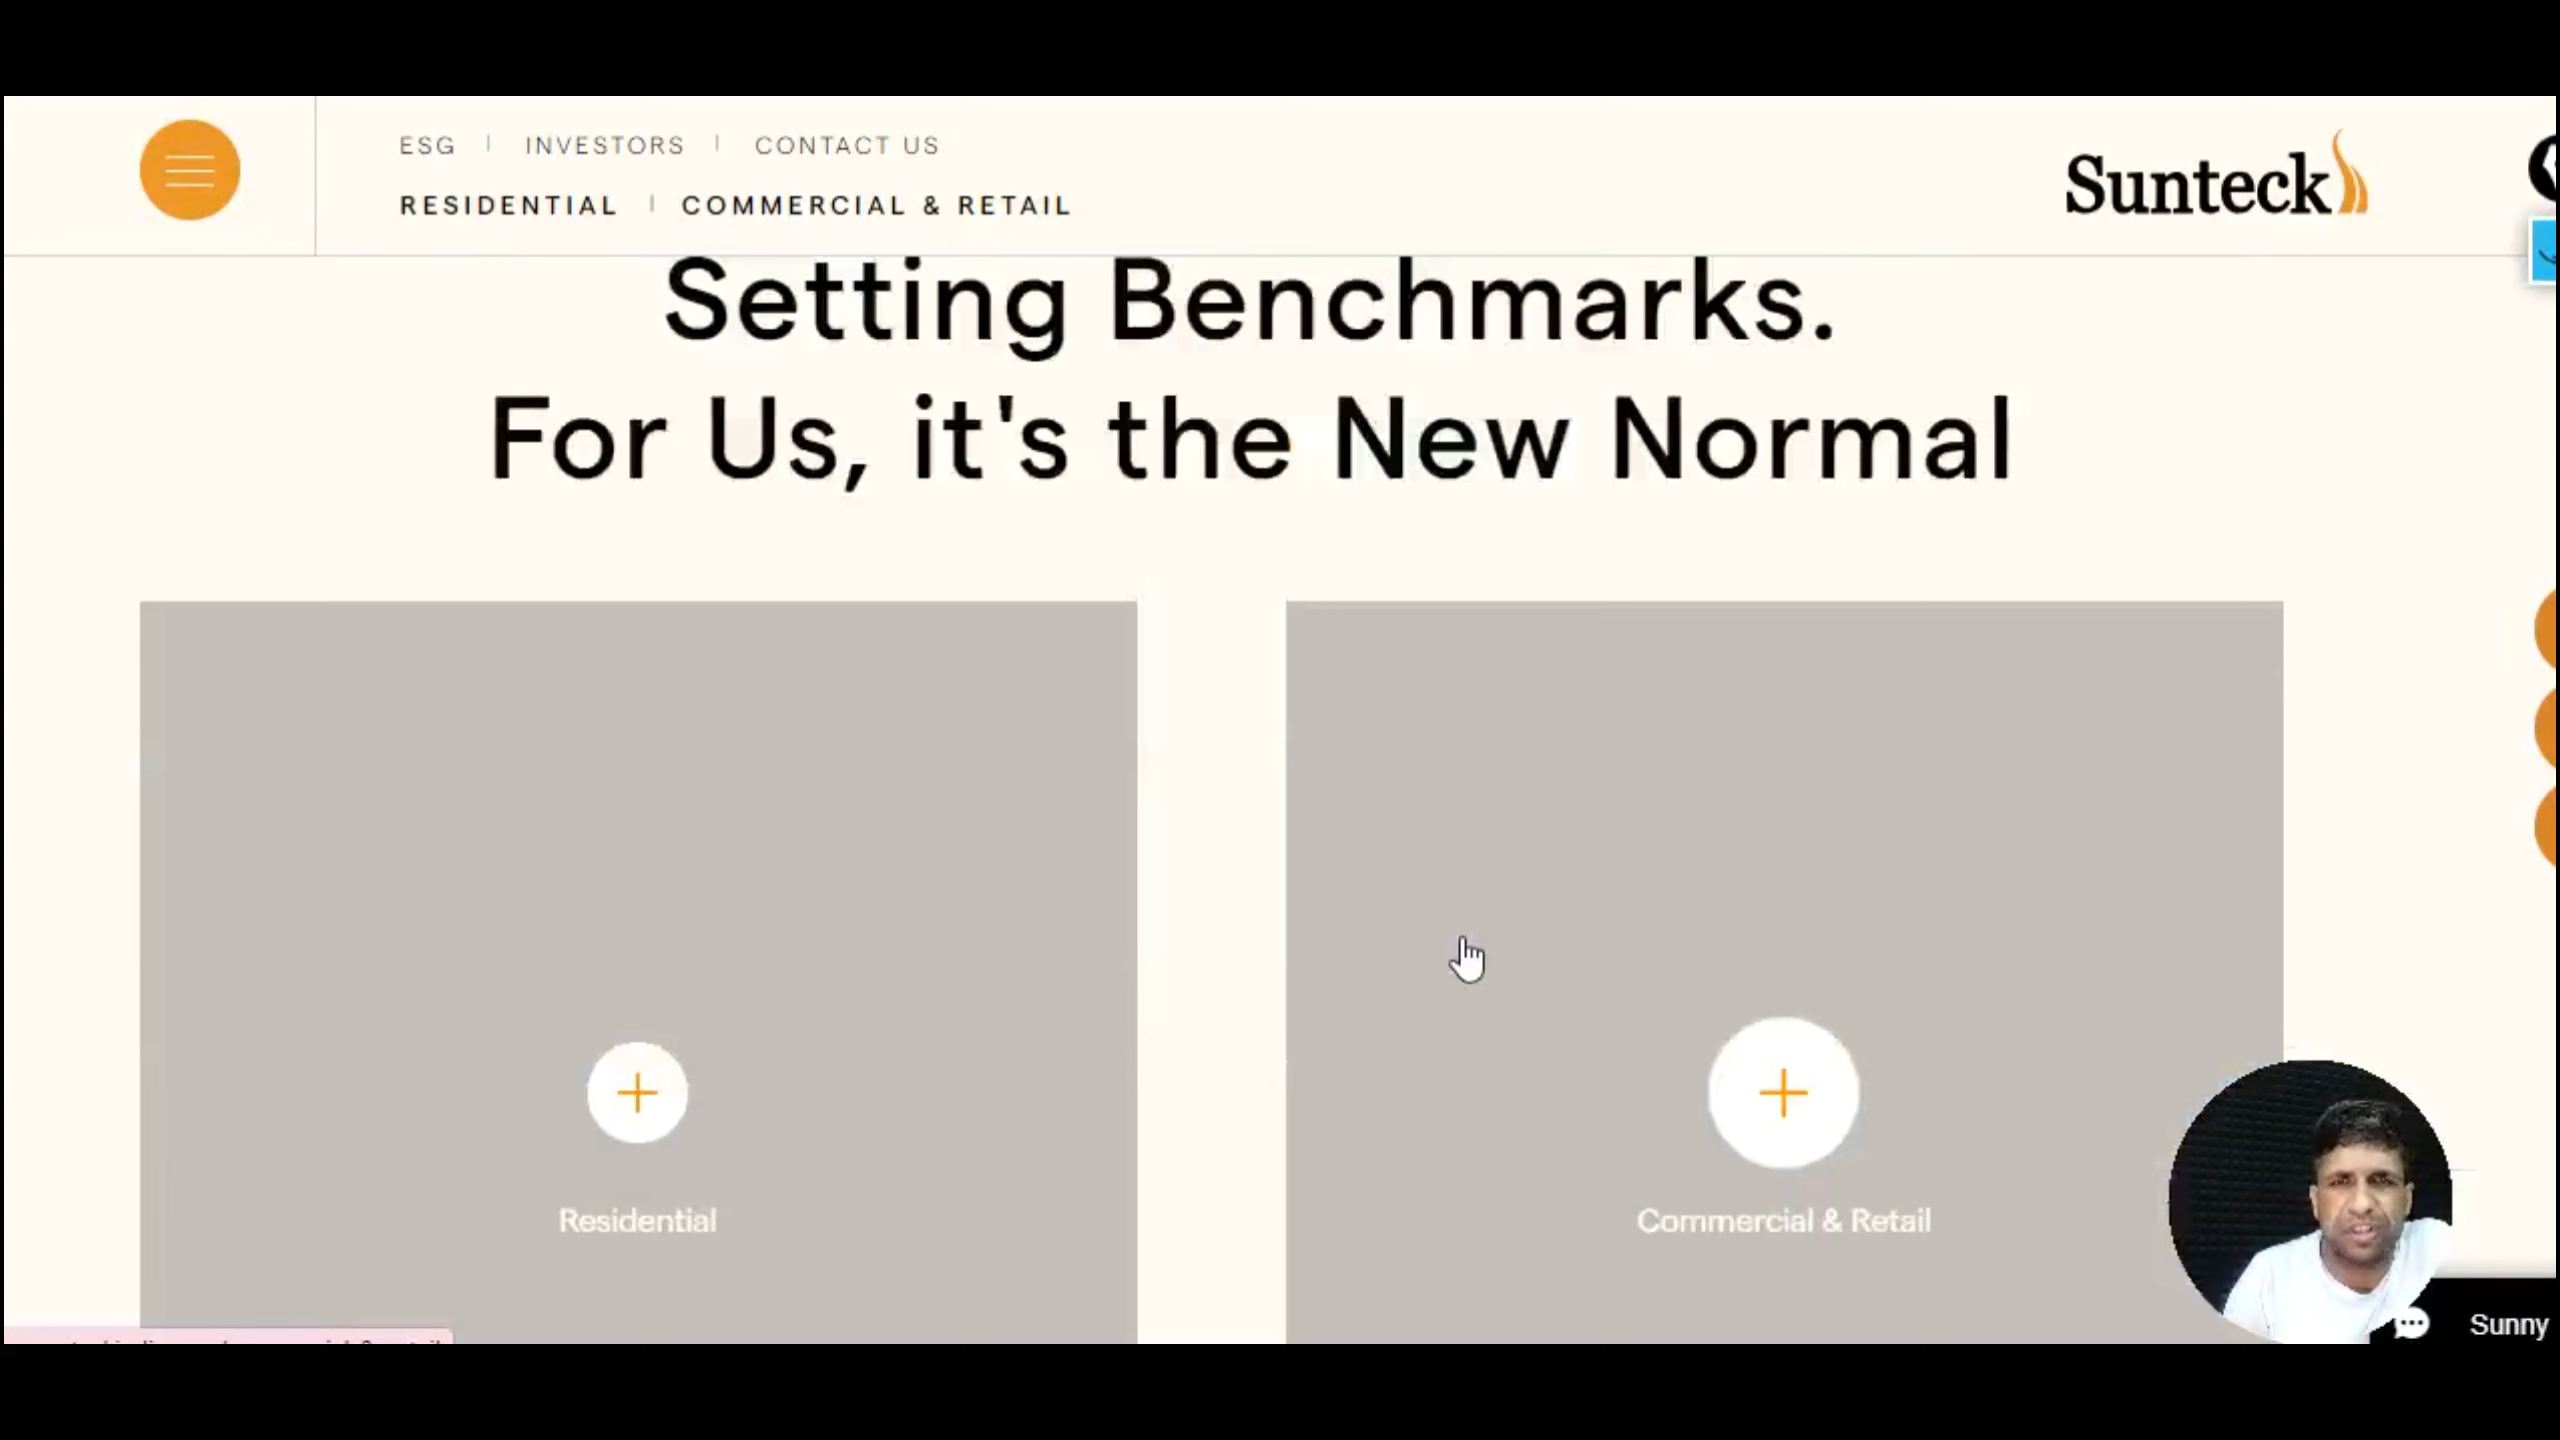 ESG | INVESTORS | CONTACT US
RESIDENTIAL | COMMERCIAL & RETAIL
Sunteck
Setting Benchmarks.
For Us, it's the New Normal
Residential
Commercial & Retail
Sunny